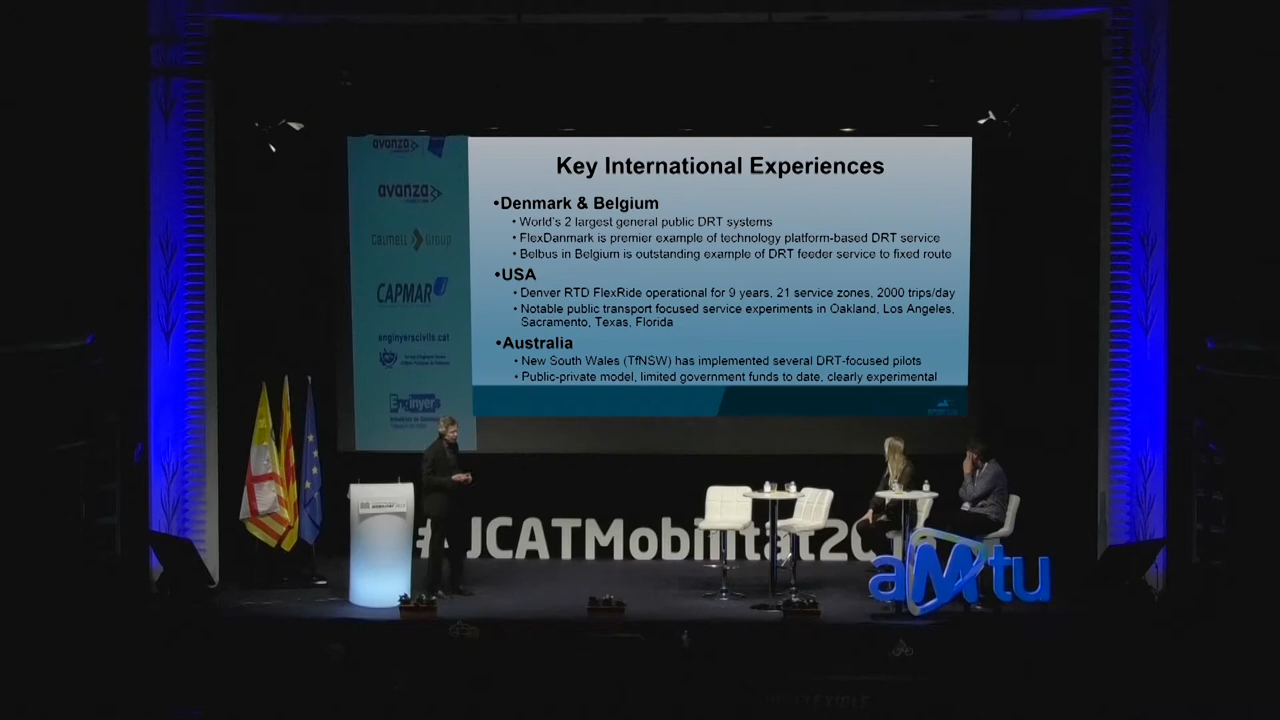 avanza
avanza
Calmell Group
CAPMAR
enginyerscivils.cat
Enginyers
Key International Experiences
•Denmark & Belgium
• World's 2 largest general public DRT systems
• FlexDanmark is premier example of technology platform-based DRT service
• Belbus in Belgium is outstanding example of DRT feeder service to fixed route
•USA
• Denver RTD FlexRide operational for 9 years, 21 service zones, 2000 trips/day
• Notable public transport focused service experiments in Oakland, Los Angeles,
Sacramento, Texas, Florida
•Australia
• New South Wales (TfNSW) has implemented several DRT-focused pilots
• Public-private model, limited government funds to date, clearly experimental
aMtu